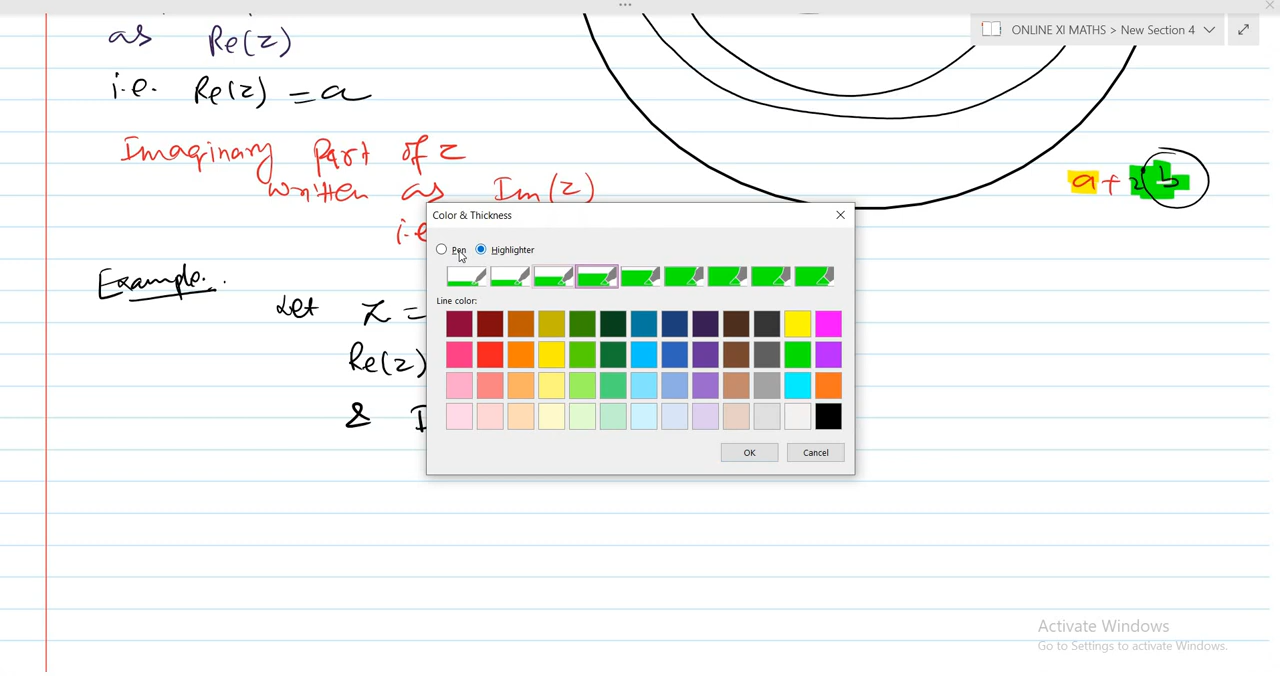 ONLINE XI MATHS > New Section 4
as Re(z)
i.e. Re(z) = a
Imaginary Part of z
written as Im(z)
i.e
a + ib
Color & Thickness
Pen Highlighter
Line color:
OK Cancel
Example.
Let z =
Re(z)
& I
Activate Windows
Go to Settings to activate Windows.